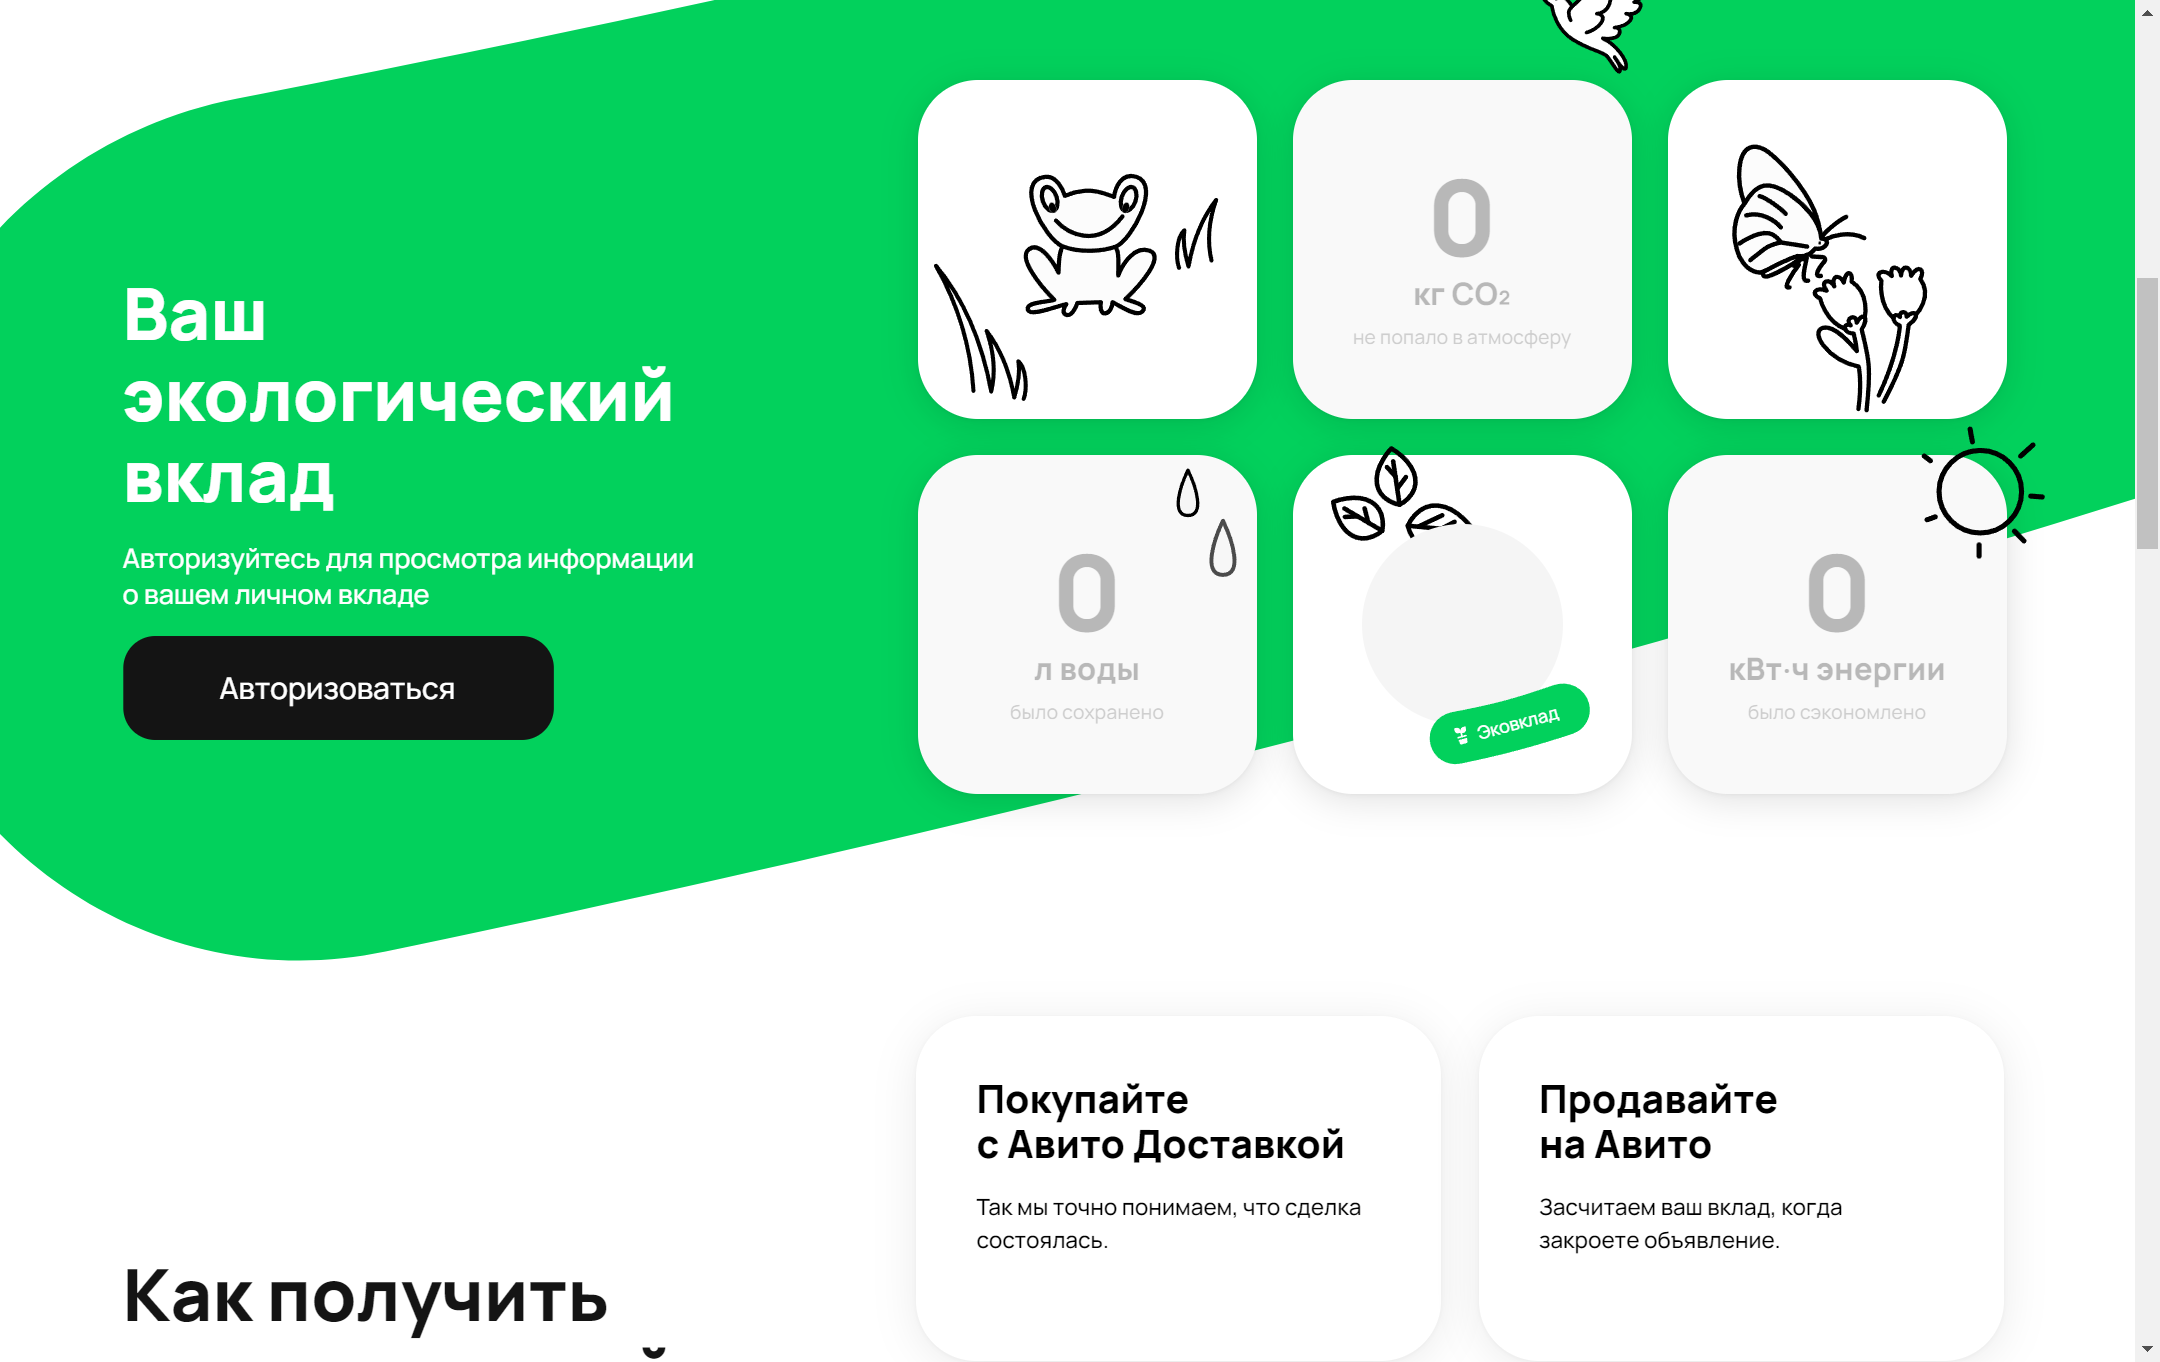 Ваш
экологический
вклад
Авторизуйтесь для просмотра информации
о вашем личном вкладе
Авторизоваться
0
кг CO₂
не попало в атмосферу
0
л воды
было сохранено
Эковклад
0
кВт·ч энергии
было сэкономлено
Как получить
Покупайте
с Авито Доставкой
Так мы точно понимаем, что сделка
состоялась.
Продавайте
на Авито
Засчитаем ваш вклад, когда
закроете объявление.